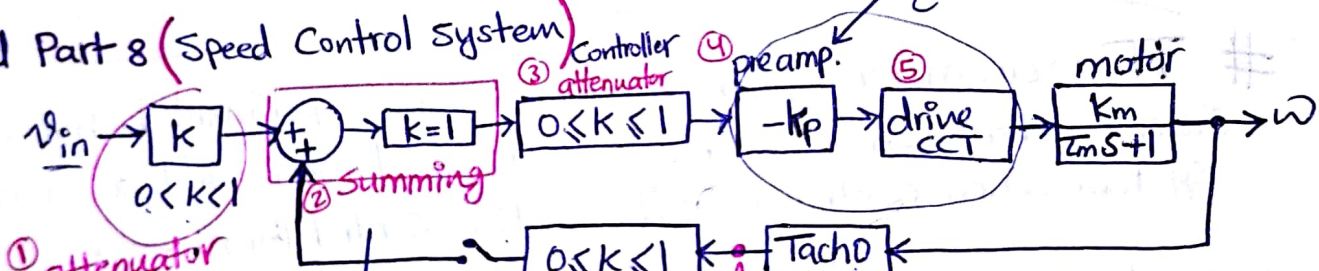 Part 8 (Speed Control System)
Controller
③ attenuator
④ preamp.
⑤
motor
𝑣in
k
+
+
k=1
0≤k≤1
-kp
drive
CCT
km
τms+1
ω
0<k<1
② Summing
① attenuator
0≤k≤1
Tacho